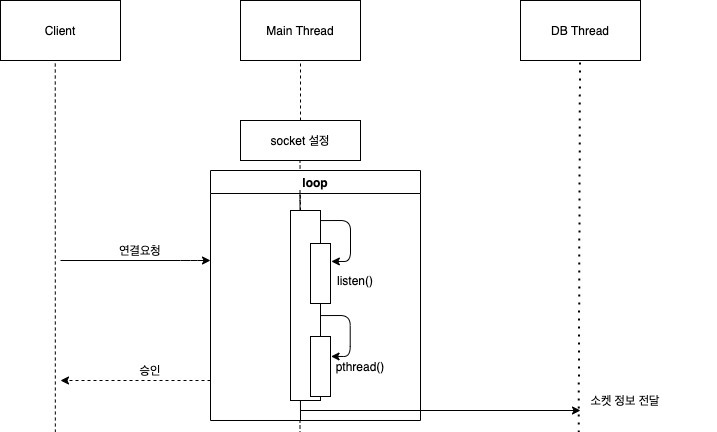 Client
Main Thread
DB Thread
socket 설정
loop
연결요청
listen()
pthread()
승인
소켓 정보 전달